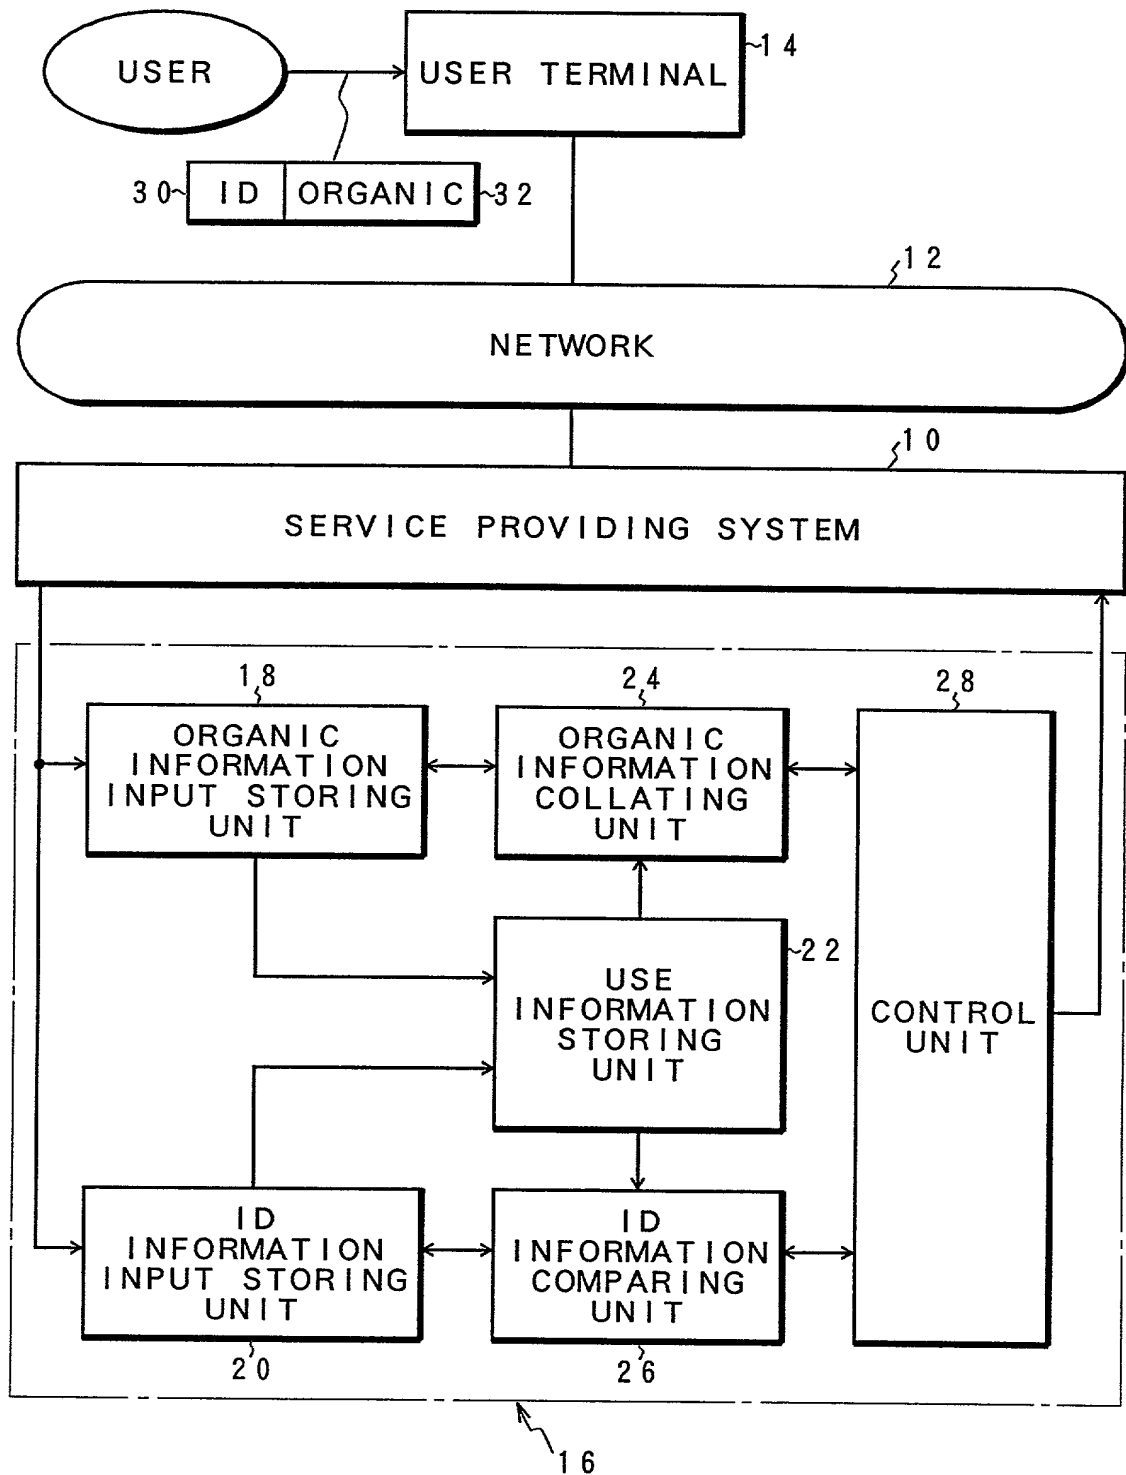 USER
USER TERMINAL
14
30
ID
ORGANIC
32
12
NETWORK
10
SERVICE PROVIDING SYSTEM
18
ORGANIC
INFORMATION
INPUT STORING
UNIT
24
ORGANIC
INFORMATION
COLLATING
UNIT
28
CONTROL
UNIT
22
USE
INFORMATION
STORING
UNIT
ID
INFORMATION
INPUT STORING
UNIT
20
ID
INFORMATION
COMPARING
UNIT
26
16